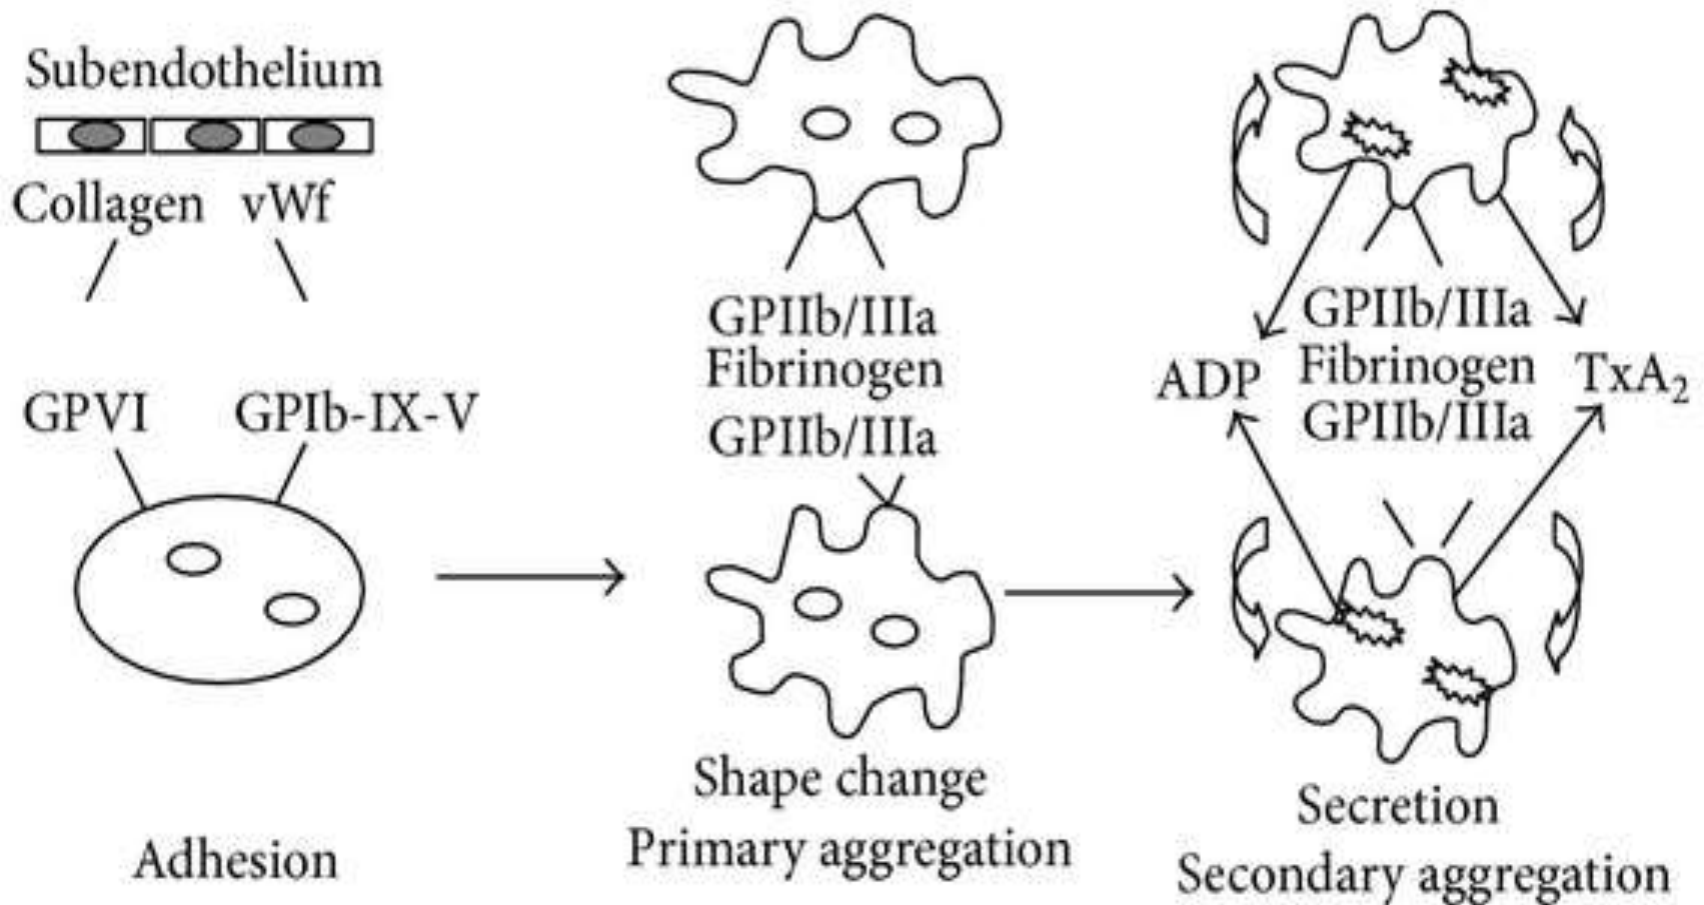 Subendothelium
Collagen vWf
GPVI GPIb-IX-V
Adhesion
GPIIb/IIIa
Fibrinogen
GPIIb/IIIa
Shape change
Primary aggregation
GPIIb/IIIa
ADP Fibrinogen TxA₂
GPIIb/IIIa
Secretion
Secondary aggregation